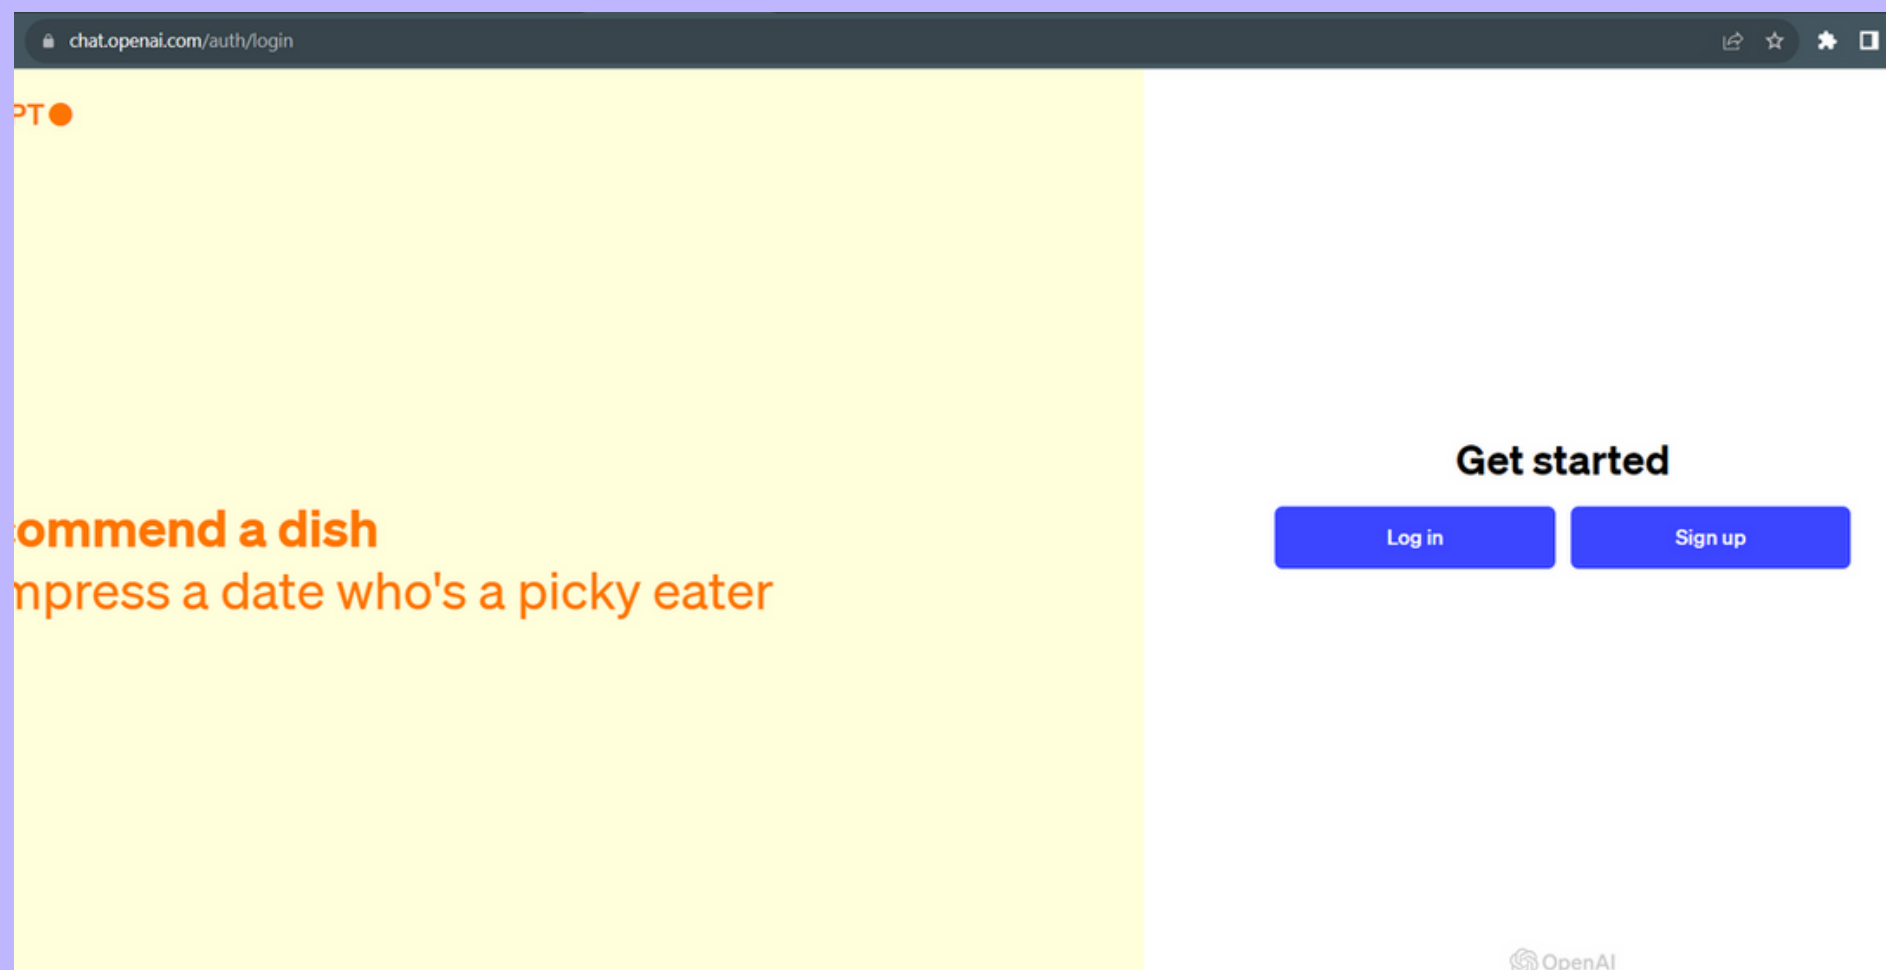 chat.openai.com/auth/login
PT
ommend a dish
mpress a date who's a picky eater
Get started
Log in
Sign up
OpenAI